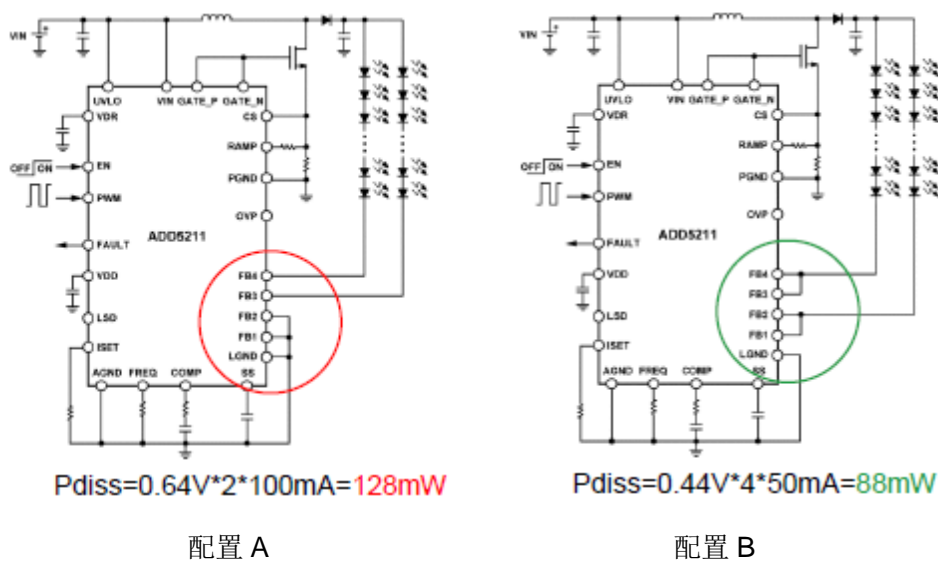 VIN
UVLO VIN GATE_P GATE_N
VDR
CS
EN
OFF ON
RAMP
PGND
PWM
OVP
ADD5211
FAULT
VDD
FB4
FB3
LSD
FB2
FB1
ISET
LGND
AGND FREQ COMP SS
Pdiss=0.64V*2*100mA=128mW
配置 A
VIN
UVLO VIN GATE_P GATE_N
VDR
CS
EN
OFF ON
RAMP
PGND
PWM
OVP
ADD5211
FAULT
VDD
FB4
FB3
LSD
FB2
FB1
ISET
LGND
AGND FREQ COMP SS
Pdiss=0.44V*4*50mA=88mW
配置 B